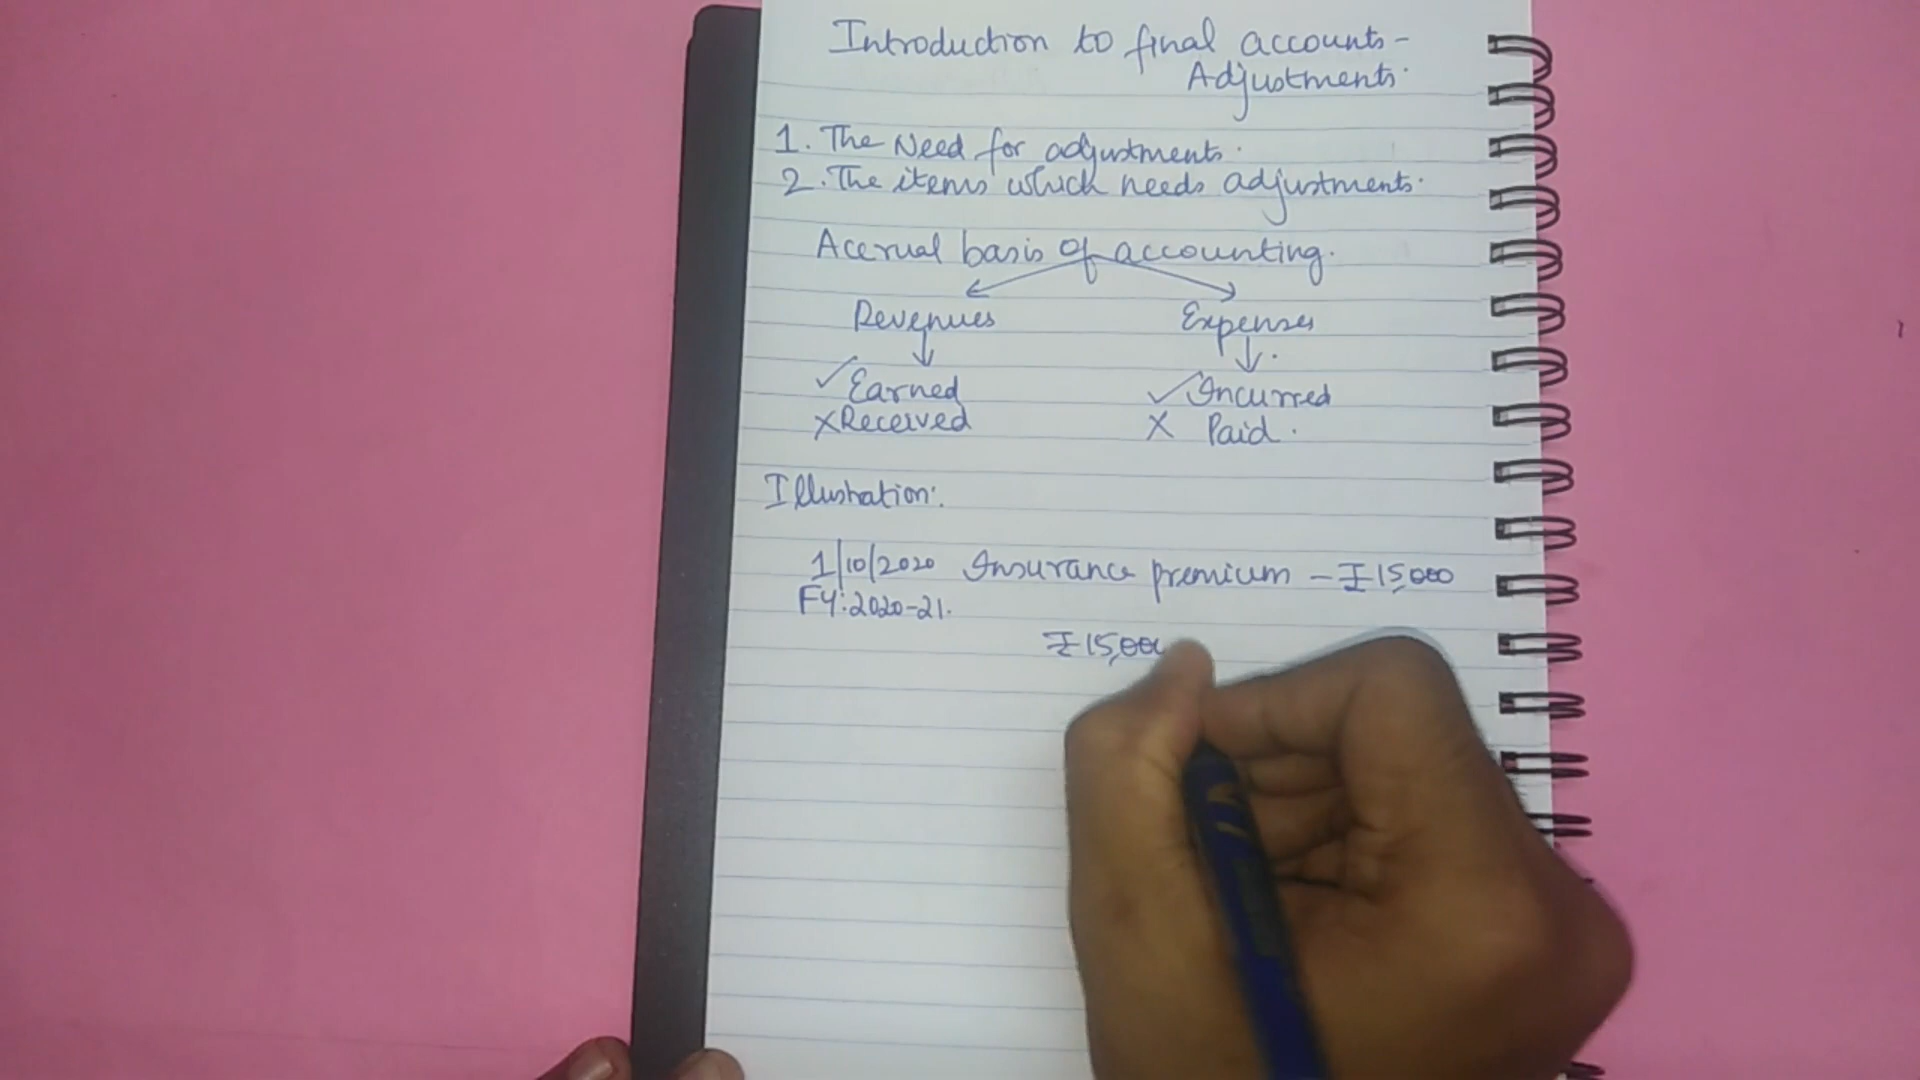 Introduction to final accounts -
Adjustments.
1. The Need for adjustments.
2. The items which needs adjustments.
Accrual basis of accounting.
Revenues Expenses
✓ Earned ✓ Incurred
X Received X Paid.
Illustration:
1/10/2020 Insurance premium - ₹15,000
FY: 2020-21.
₹15,000